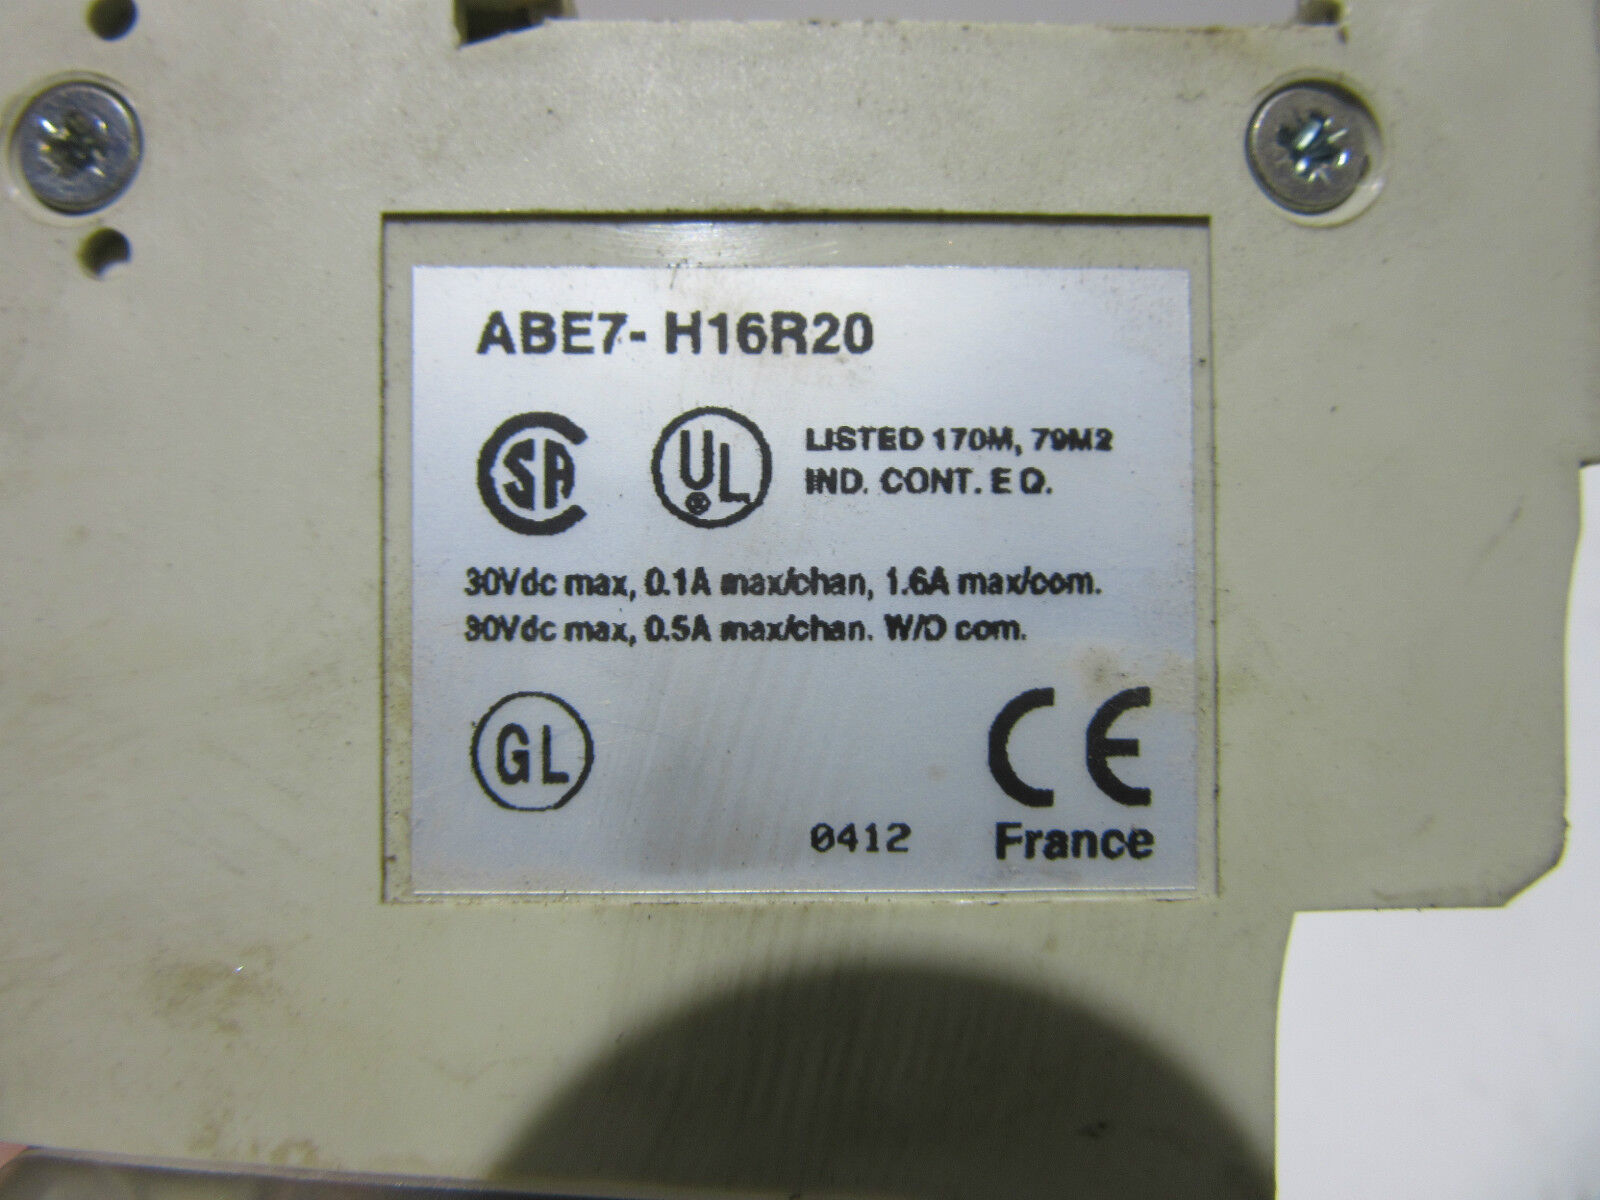 ABE7- H16R20
CSA UL ® LISTED 170M, 79M2
IND. CONT. E Q.
30Vdc max, 0.1A max/chan, 1.6A max/com.
30Vdc max, 0.5A max/chan. W/O com.
GL CE
0412 France